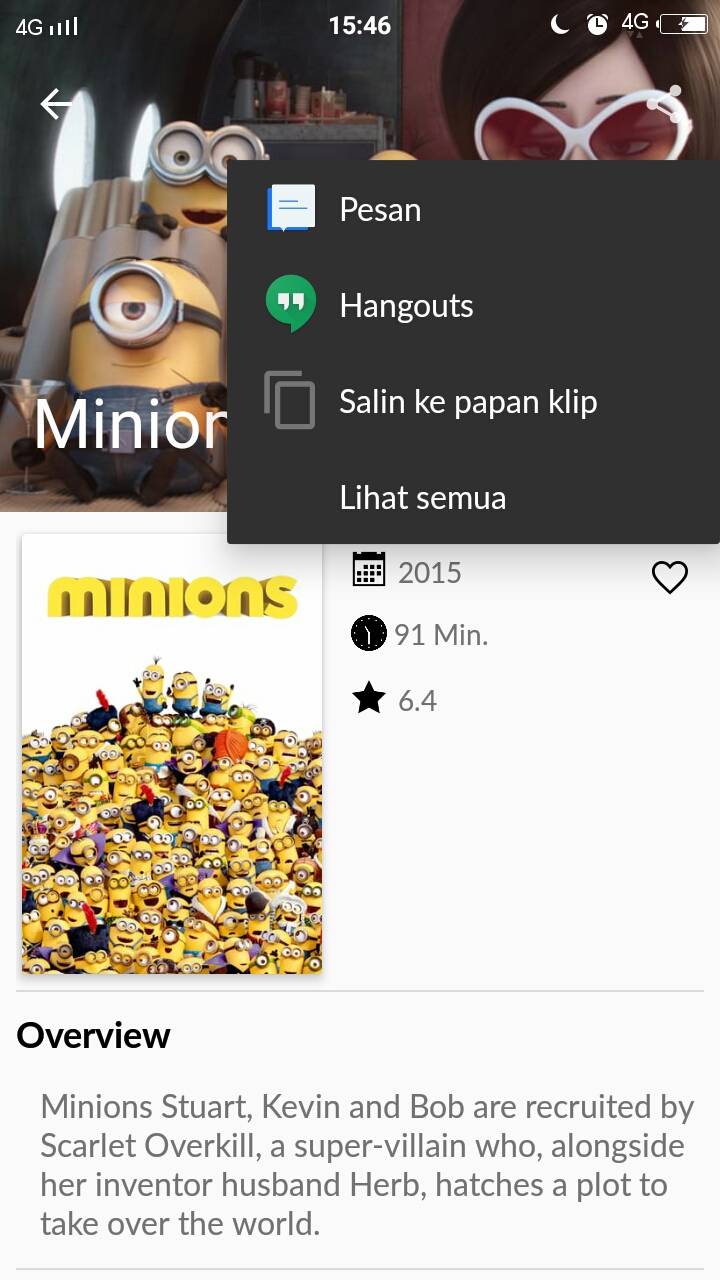 4G 15:46 4G
Pesan
Hangouts
Salin ke papan klip
Minion
Lihat semua
minions
2015
91 Min.
6.4
Overview
Minions Stuart, Kevin and Bob are recruited by
Scarlet Overkill, a super-villain who, alongside
her inventor husband Herb, hatches a plot to
take over the world.